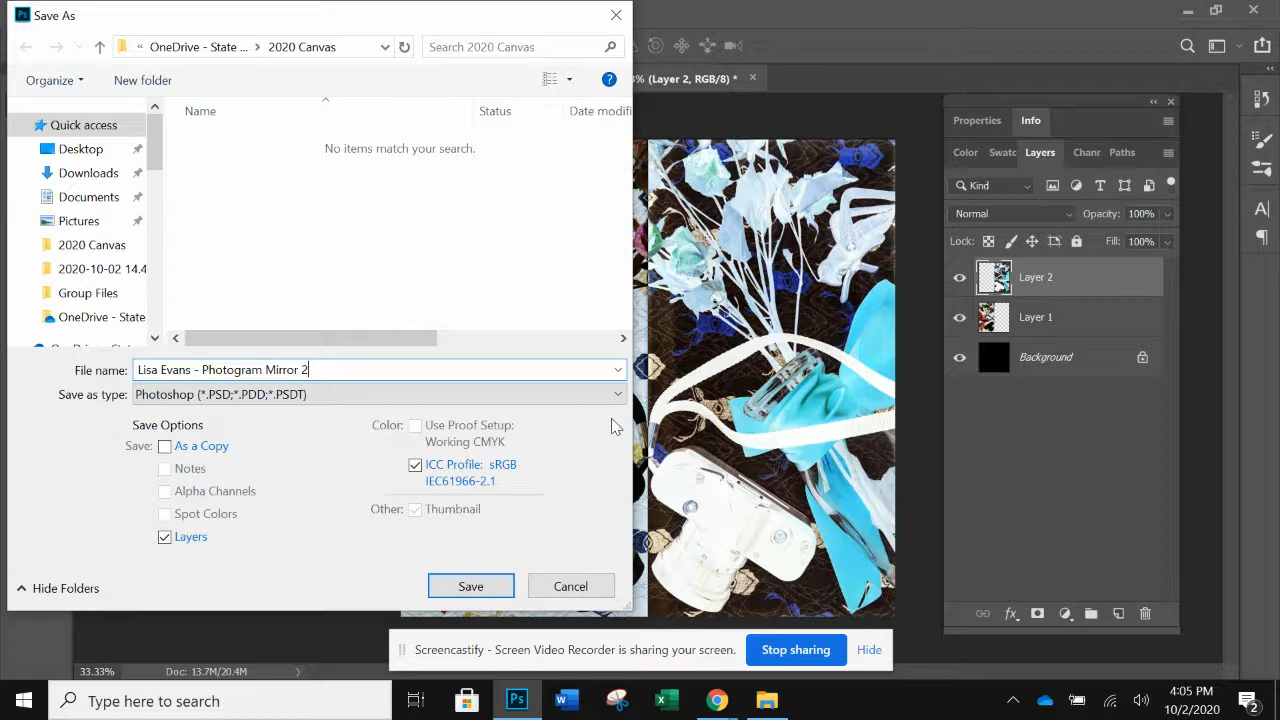 Save As
OneDrive - State ... > 2020 Canvas
Search 2020 Canvas
Organize
New folder
?
Name
Status
Date modifi
No items match your search.
Quick access
Desktop
Downloads
Documents
Pictures
2020 Canvas
2020-10-02 14.4
Group Files
OneDrive - State
File name: Lisa Evans - Photogram Mirror 2
Save as type: Photoshop (*.PSD;*.PDD;*.PSDT)
Save Options
Save: As a Copy
Notes
Alpha Channels
Spot Colors
Layers
Color: Use Proof Setup:
Working CMYK
ICC Profile: sRGB
IEC61966-2.1
Other: Thumbnail
Hide Folders
Save
Cancel
% (Layer 2, RGB/8) *
Properties
Info
Color
Swatc
Layers
Chanr
Paths
Kind
Normal
Opacity: 100%
Lock:
Fill: 100%
Layer 2
Layer 1
Background
33.33%
Doc: 13.7M/20.4M
Screencastify - Screen Video Recorder is sharing your screen.
Stop sharing
Hide
Type here to search
4:05 PM
10/2/2020
2